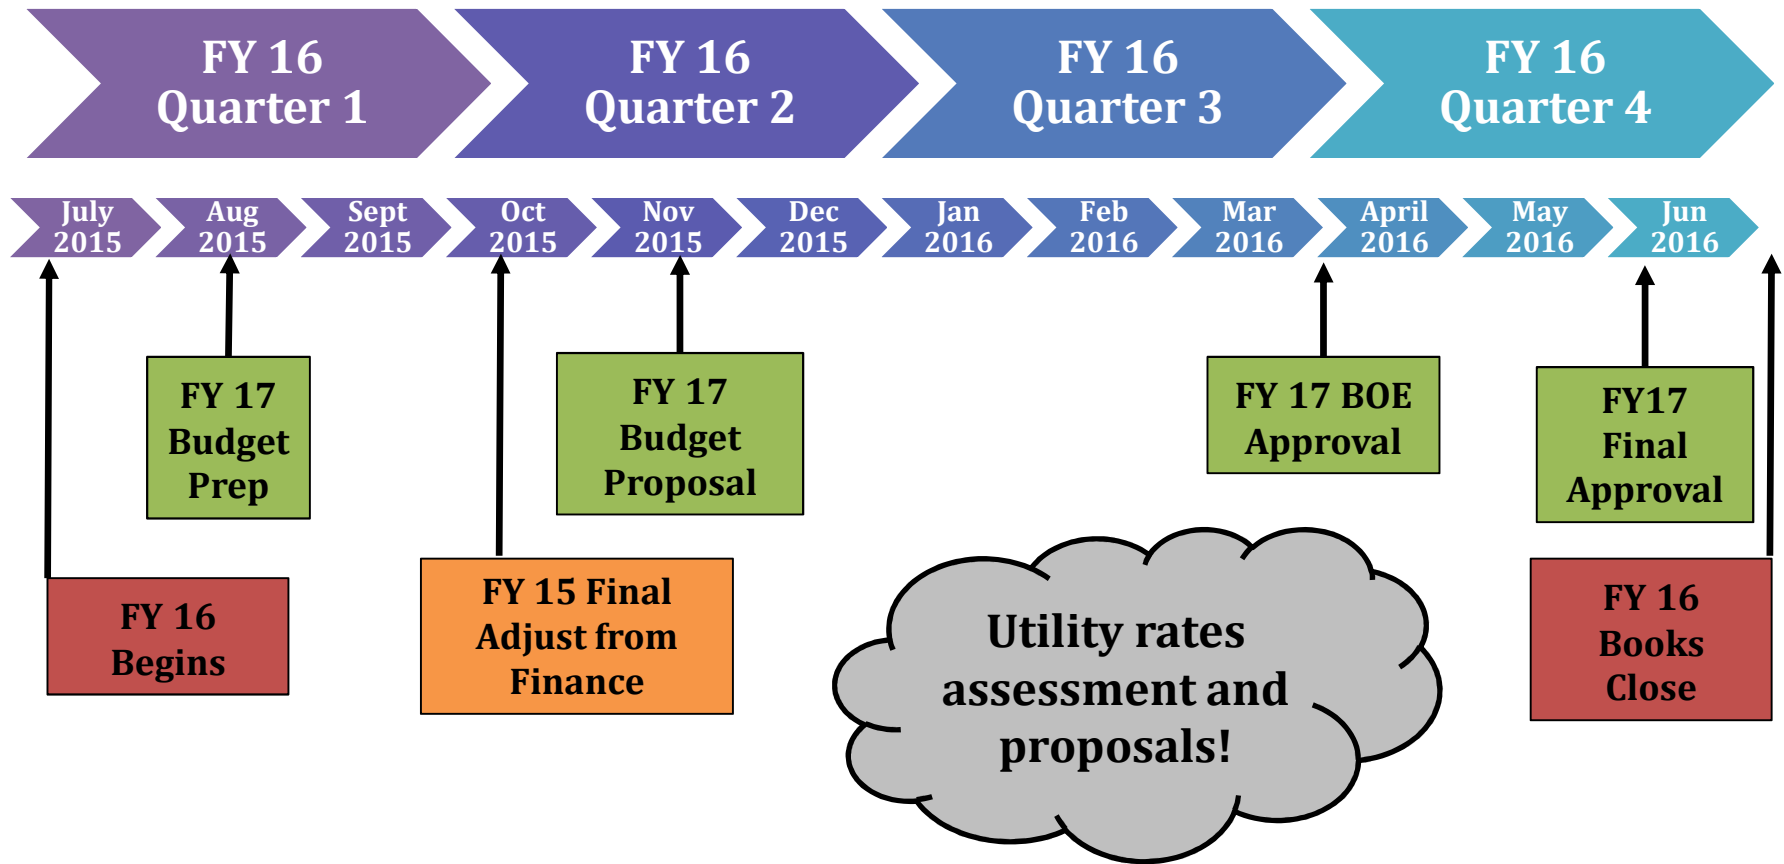 FY 16
Quarter 1
FY 16
Quarter 2
FY 16
Quarter 3
FY 16
Quarter 4
July
2015
Aug
2015
Sept
2015
Oct
2015
Nov
2015
Dec
2015
Jan
2016
Feb
2016
Mar
2016
April
2016
May
2016
Jun
2016
FY 17
Budget
Prep
FY 17
Budget
Proposal
FY 17 BOE
Approval
FY17
Final
Approval
FY 16
Begins
FY 15 Final
Adjust from
Finance
Utility rates
assessment and
proposals!
FY 16
Books
Close